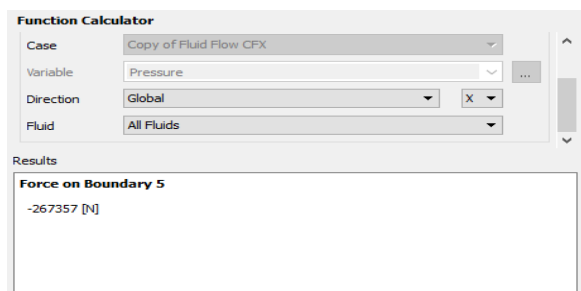 Function Calculator
Case Copy of Fluid Flow CFX
Variable Pressure ...
Direction Global X
Fluid All Fluids
Results
Force on Boundary 5
-267357 [N]